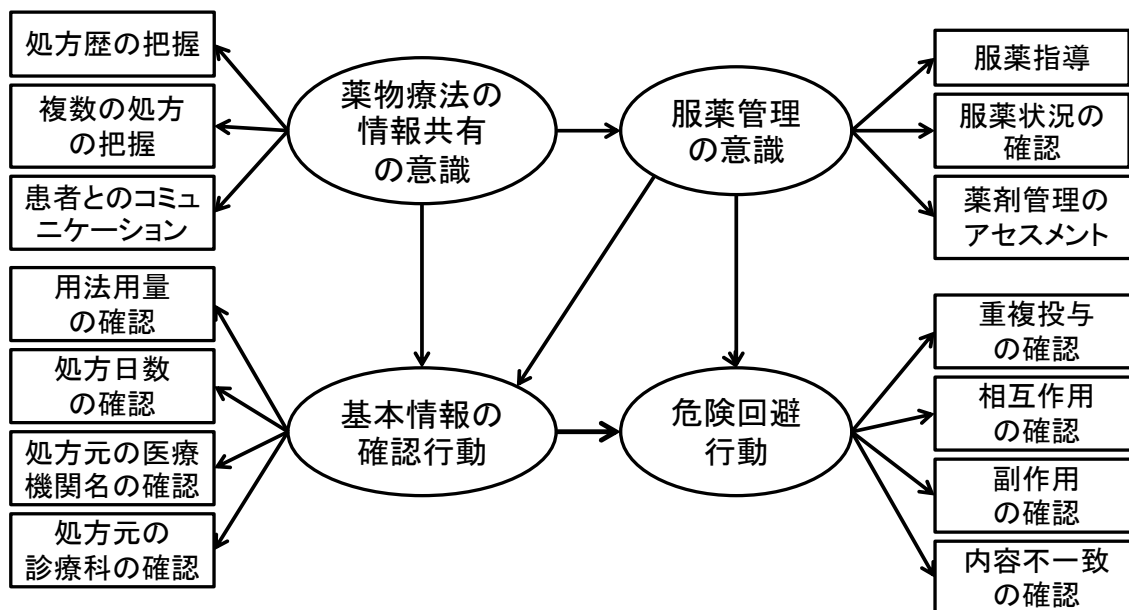 処方歴の把握
複数の処方
の把握
患者とのコミュ
ニケーション
薬物療法の
情報共有
の意識
服薬管理
の意識
服薬指導
服薬状況の
確認
薬剤管理の
アセスメント
用法用量
の確認
処方日数
の確認
処方元の医療
機関名の確認
処方元の
診療科の確認
基本情報の
確認行動
危険回避
行動
重複投与
の確認
相互作用
の確認
副作用
の確認
内容不一致
の確認